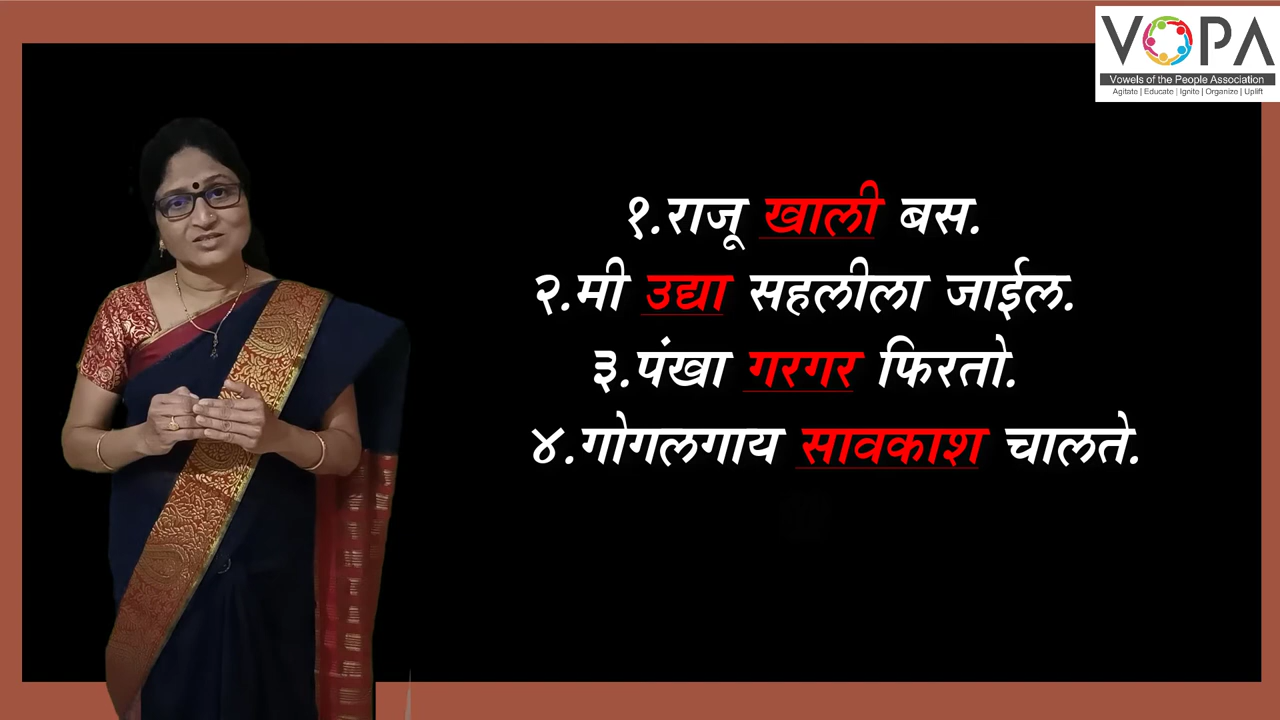 VOPA
Vowels of the People Association
Agitate | Educate | Ignite | Organize | Uplift
१.राजू खाली बस.
२.मी उद्या सहलीला जाईल.
३.पंखा गरगर फिरतो.
४.गोगलगाय सावकाश चालते.